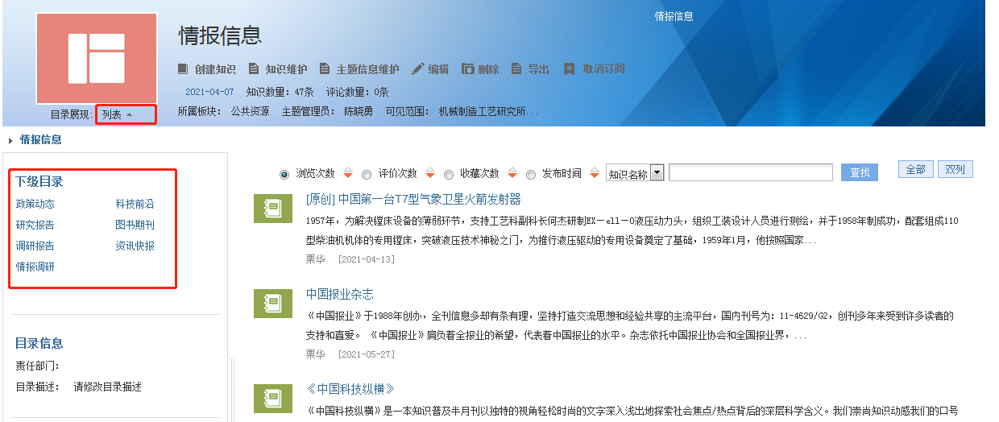 情报信息
情报信息
创建知识 知识维护 主题信息维护 编辑 删除 导出 取消订阅
2021-04-07 知识数量：47条 评论数量：0条
目录展现： 列表
所属板块： 公共资源 主题管理员： 陈晓勇 可见范围： 机械制造工艺研究所...
情报信息
下级目录
政策动态 科技前沿
研究报告 图书期刊
调研报告 资讯快报
情报调研
目录信息
责任部门：
目录描述： 请修改目录描述
浏览次数 评价次数 收藏次数 发布时间 知识名称 查找 全部 双列
[原创] 中国第一台T7型气象卫星火箭发射器
1957年，为解决镗床设备的薄弱环节，支持工艺科副科长何杰研制EX－ell－O液压动力头，组织工装设计人员进行测绘，并于1958年制成功，配套组成110
型柴油机机体的专用镗床，突破液压技术神秘之门，为推行液压驱动的专用设备奠定了基础，1959年1月，他按照国家...
栗华 [2021-04-13]
中国报业杂志
《中国报业》于1988年创办，全刊信息多却有条有理，坚持打造交流思想和经验共享的主流平台，国内刊号为：11-4629/G2，创刊多年来受到许多读者的
支持和喜爱。《中国报业》肩负着全报业的希望，代表着中国报业的水平。杂志依托中国报业协会和全国报业界，...
栗华 [2021-05-27]
《中国科技纵横》
《中国科技纵横》是一本知识普及半月刊以独特的视角轻松时尚的文字深入浅出地探索社会焦点/热点背后的深层科学含义。我们崇尚知识动感我们的口号